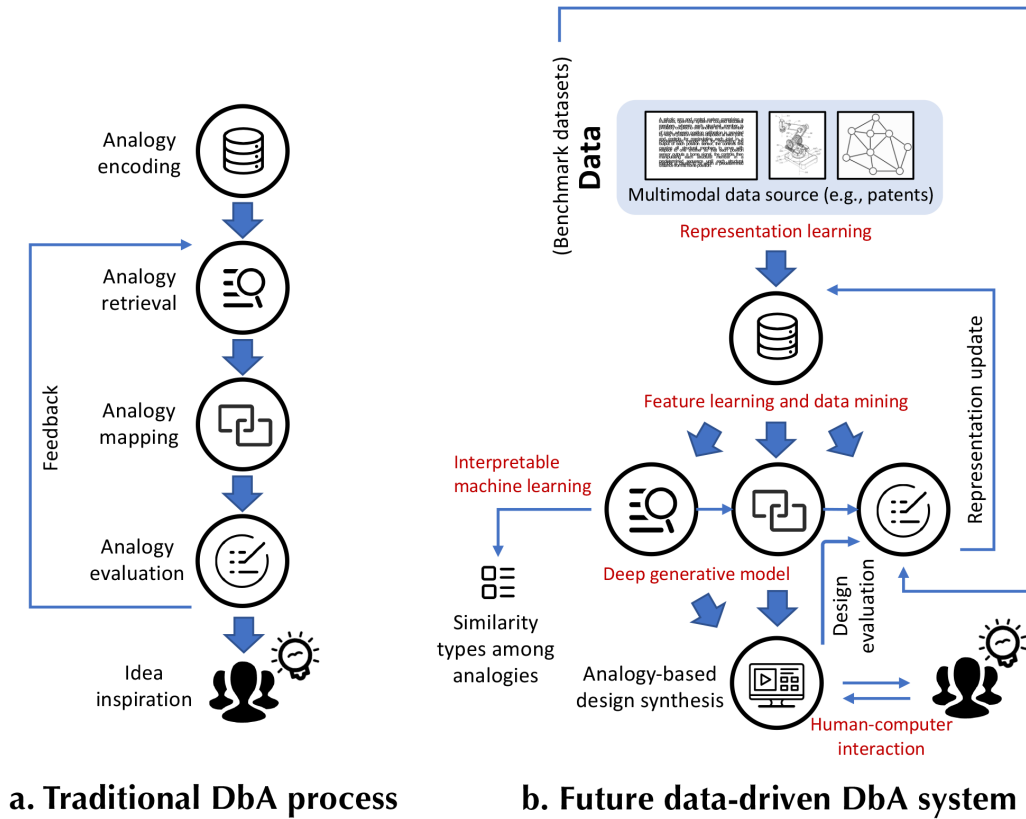 Analogy
encoding
Analogy
retrieval
Feedback
Analogy
mapping
Analogy
evaluation
Idea
inspiration
a. Traditional DbA process
(Benchmark datasets)
Data
Multimodal data source (e.g., patents)
Representation learning
Representation update
Feature learning and data mining
Interpretable
machine learning
Deep generative model
Similarity
types among
analogies
Design
evaluation
Analogy-based
design synthesis
Human-computer
interaction
b. Future data-driven DbA system